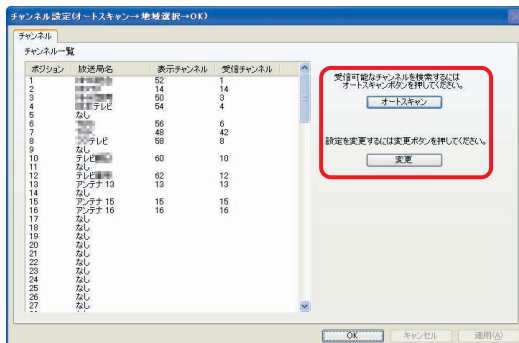 チャンネル設定(オートスキャン→地域選択→OK)
チャンネル
チャンネル一覧
ポジション 放送局名 表示チャンネル 受信チャンネル
1 52 1
2 14 14
3 50 3
4 テレビ 54 4
5 なし
6 56 6
7 48 42
8 テレビ 58 8
9 なし
10 テレビ 60 10
11 なし
12 テレビ 62 12
13 アンテナ 13 13 13
14 なし
15 アンテナ 15 15 15
16 アンテナ 16 16 16
17 なし
18 なし
19 なし
20 なし
21 なし
22 なし
23 なし
24 なし
25 なし
26 なし
27 なし
受信可能なチャンネルを検索するには
オートスキャンボタンを押してください。
オートスキャン
設定を変更するには変更ボタンを押してください。
変更
OK キャンセル 適用(A)